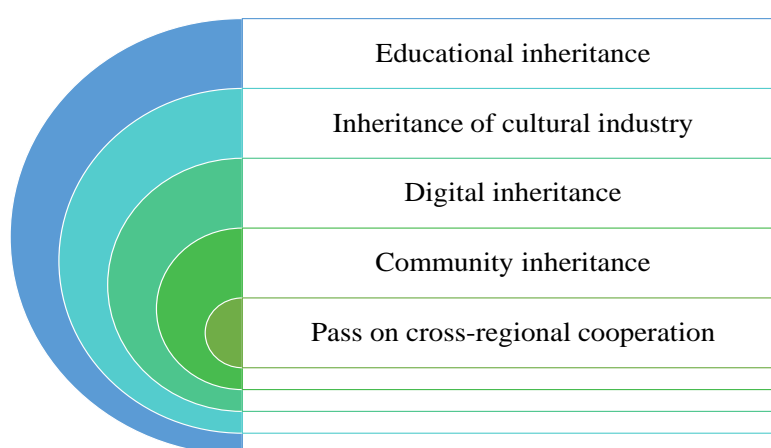 Educational inheritance
Inheritance of cultural industry
Digital inheritance
Community inheritance
Pass on cross-regional cooperation